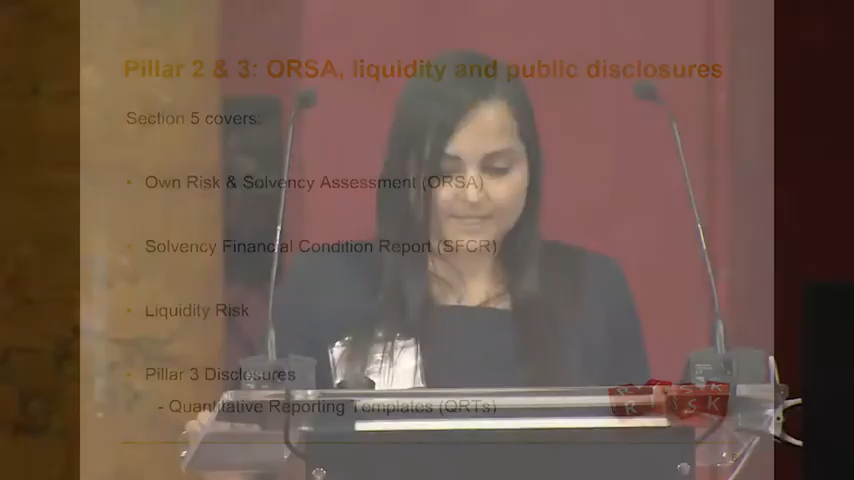 Pillar 2 & 3: ORSA, liquidity and public disclosures
Section 5 covers:
• Own Risk & Solvency Assessment (ORSA)
• Solvency Financial Condition Report (SFCR)
• Liquidity Risk
• Pillar 3 Disclosures
- Quantitative Reporting Templates (QRTs)
R I S K
R I S K